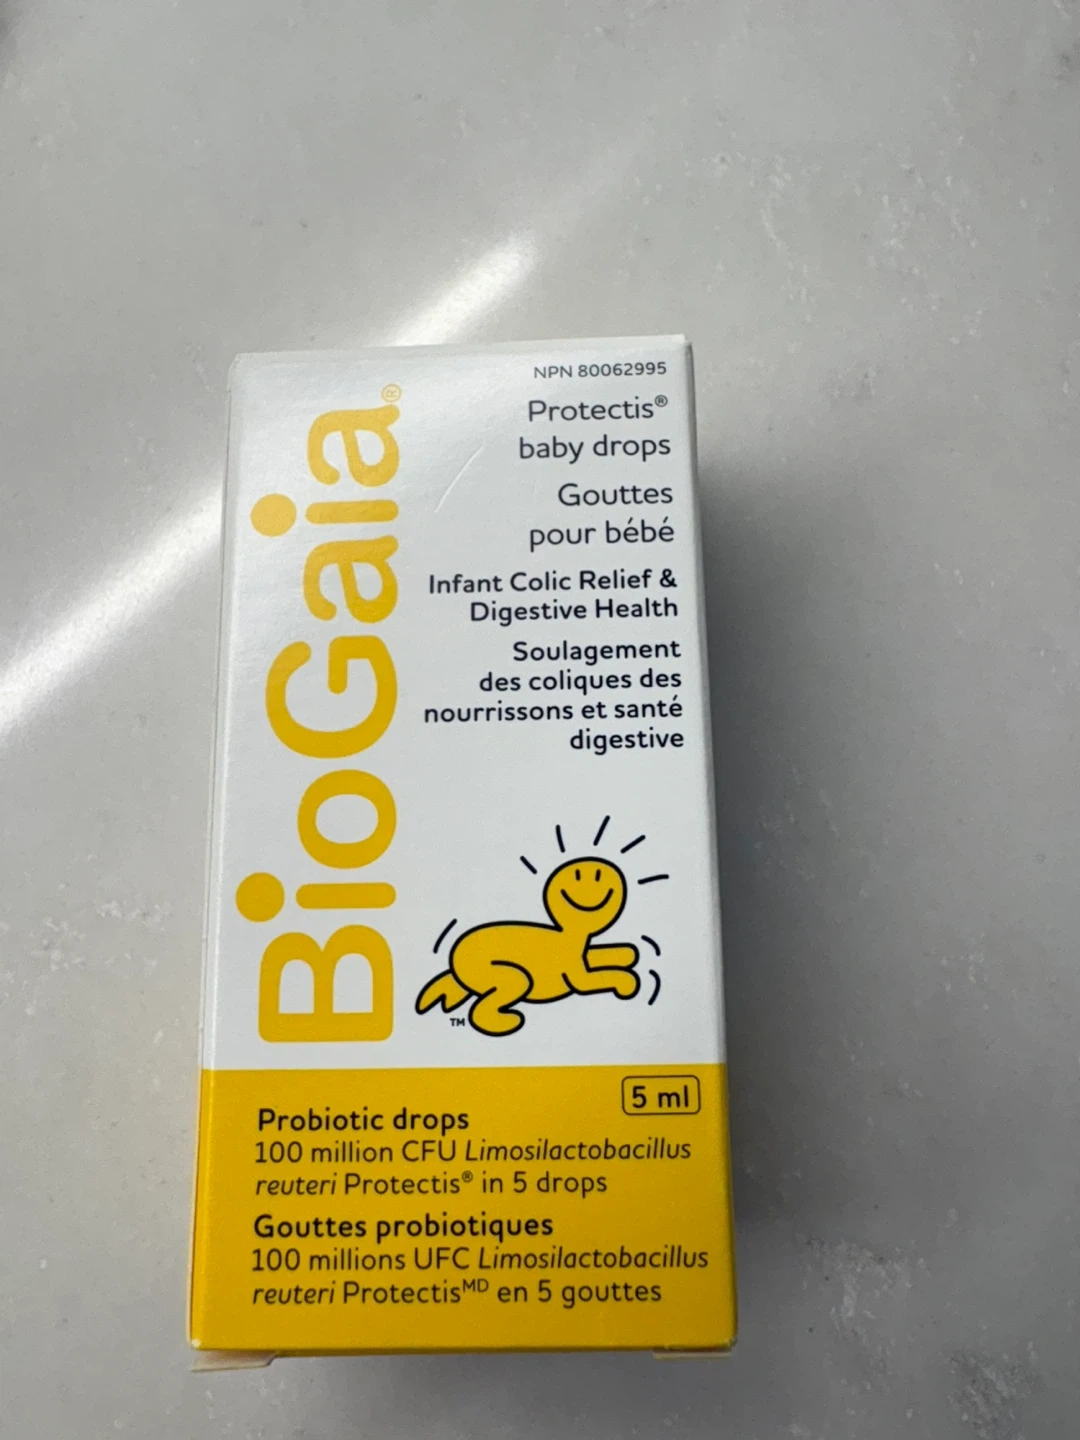 NPN 80062995
BioGaia®
Protectis®
baby drops
Gouttes
pour bébé
Infant Colic Relief &
Digestive Health
Soulagement
des coliques des
nourrissons et santé
digestive
TM
5 ml
Probiotic drops
100 million CFU Limosilactobacillus
reuteri Protectis® in 5 drops
Gouttes probiotiques
100 millions UFC Limosilactobacillus
reuteri ProtectisMD en 5 gouttes